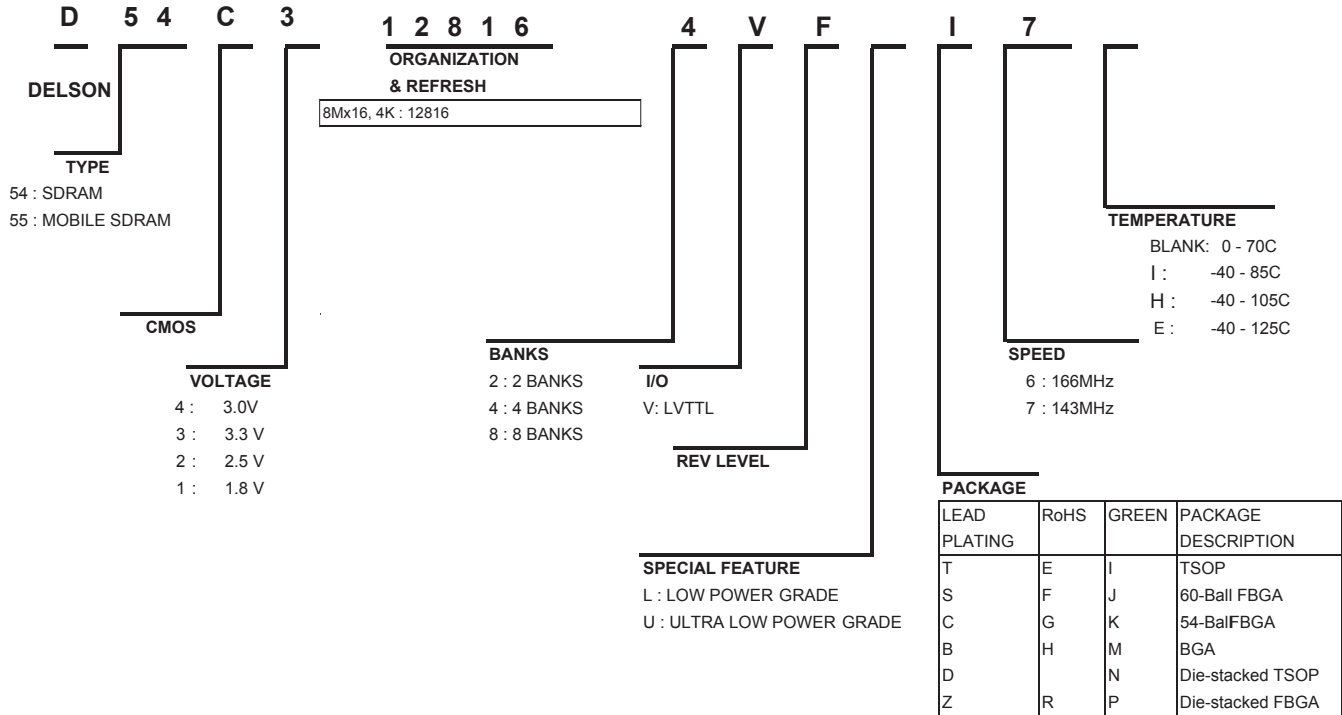 D 5 4 C 3 1 2 8 1 6 4 V F I 7
DELSON
ORGANIZATION
& REFRESH
8Mx16, 4K : 12816
TYPE
54 : SDRAM
55 : MOBILE SDRAM
CMOS
VOLTAGE
4 : 3.0V
3 : 3.3 V
2 : 2.5 V
1 : 1.8 V
BANKS
2 : 2 BANKS
4 : 4 BANKS
8 : 8 BANKS
I/O
V: LVTTL
REV LEVEL
SPECIAL FEATURE
L : LOW POWER GRADE
U : ULTRA LOW POWER GRADE
TEMPERATURE
BLANK: 0 - 70C
I : -40 - 85C
H : -40 - 105C
E : -40 - 125C
SPEED
6 : 166MHz
7 : 143MHz
PACKAGE
LEAD PLATING RoHS GREEN PACKAGE DESCRIPTION
T E I TSOP
S F J 60-Ball FBGA
C G K 54-BallFBGA
B H M BGA
D N Die-stacked TSOP
Z R P Die-stacked FBGA